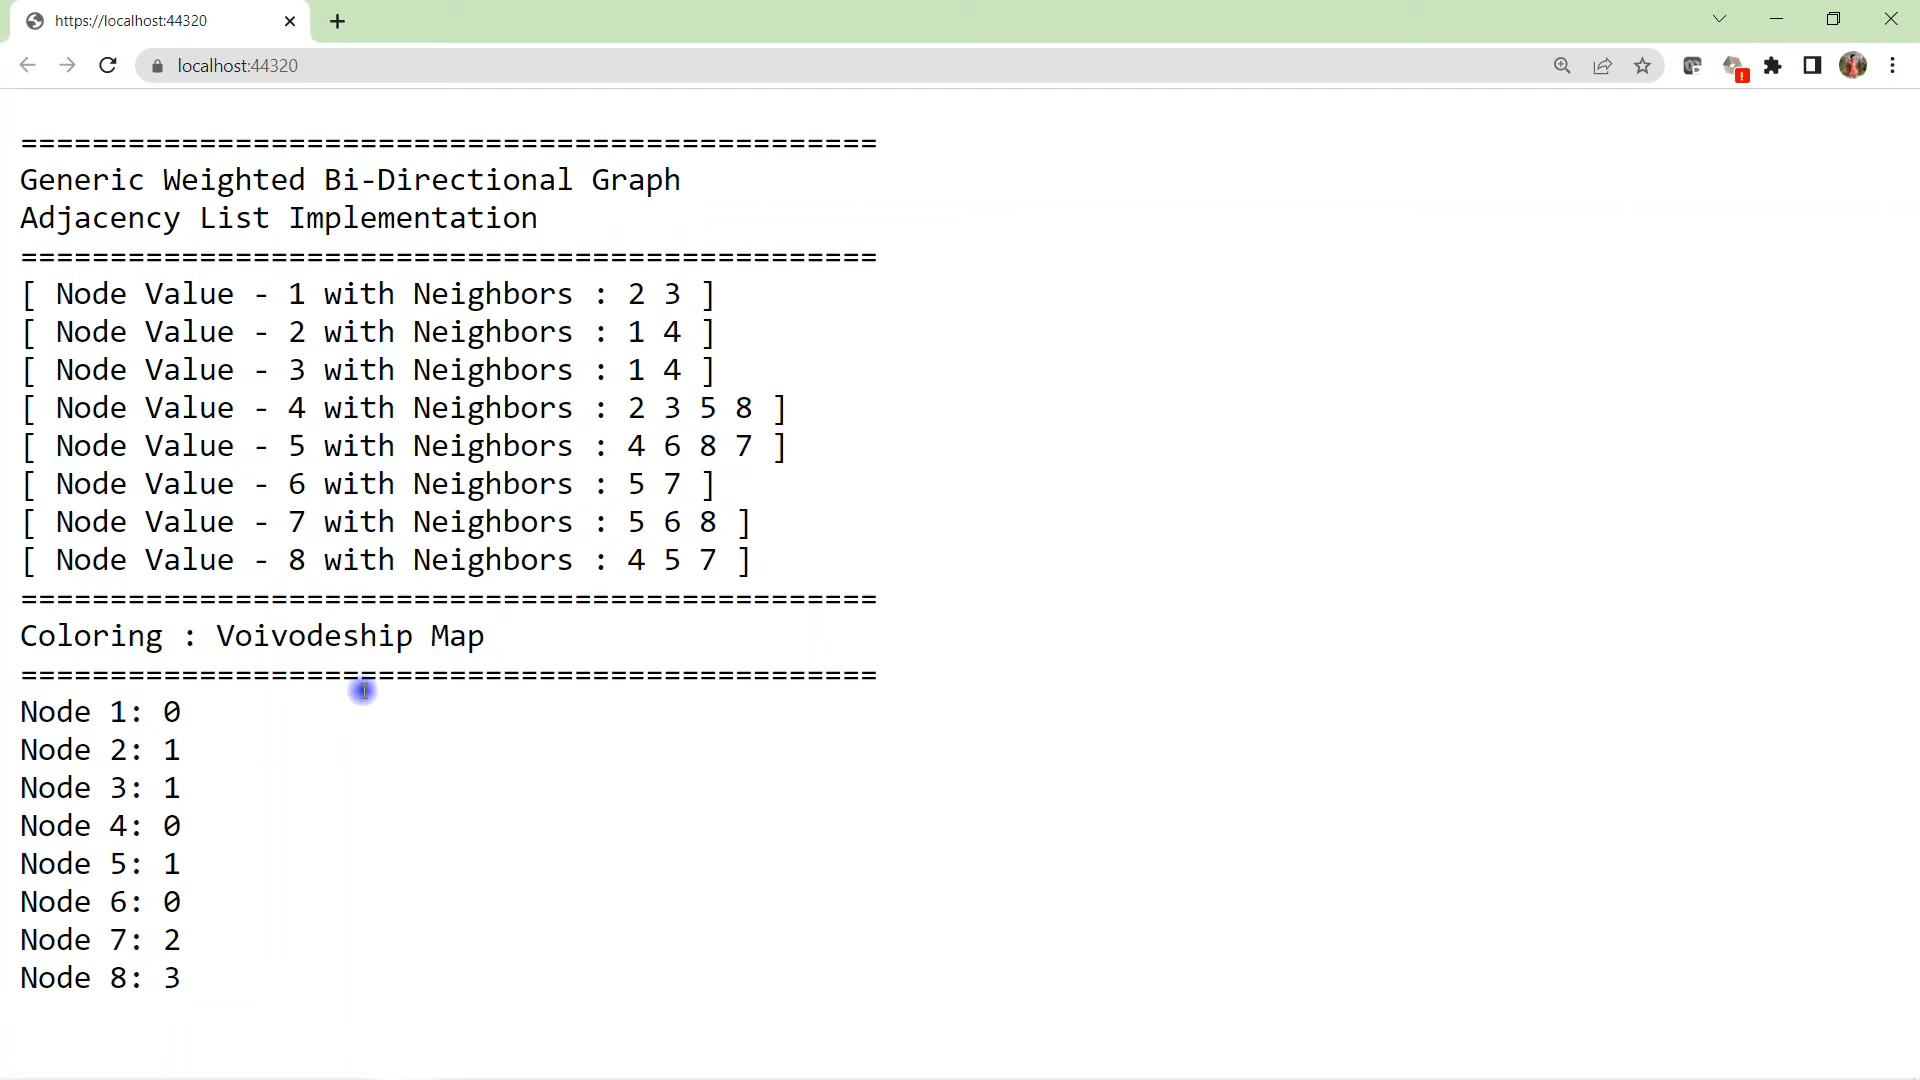 https://localhost:44320
localhost:44320
================================================
Generic Weighted Bi-Directional Graph
Adjacency List Implementation
================================================
[ Node Value - 1 with Neighbors : 2 3 ]
[ Node Value - 2 with Neighbors : 1 4 ]
[ Node Value - 3 with Neighbors : 1 4 ]
[ Node Value - 4 with Neighbors : 2 3 5 8 ]
[ Node Value - 5 with Neighbors : 4 6 8 7 ]
[ Node Value - 6 with Neighbors : 5 7 ]
[ Node Value - 7 with Neighbors : 5 6 8 ]
[ Node Value - 8 with Neighbors : 4 5 7 ]
================================================
Coloring : Voivodeship Map
================================================
Node 1: 0
Node 2: 1
Node 3: 1
Node 4: 0
Node 5: 1
Node 6: 0
Node 7: 2
Node 8: 3